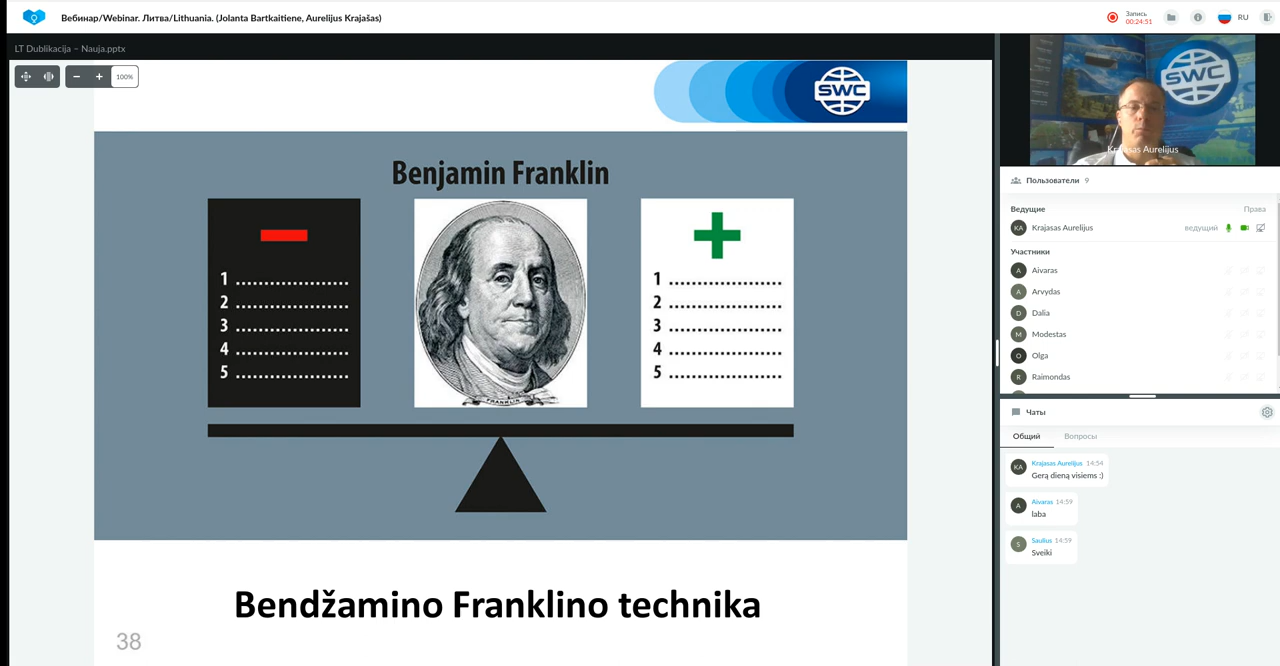 Вебинар/Webinar. Литва/Lithuania. (Jolanta Bartkaitiene, Aurelijus Krajašas)
Запись
00:24:51
RU
LT Dublikacija – Nauja.pptx
100%
SWC
Benjamin Franklin
1 ........................
2 ........................
3 ........................
4 ........................
5 ........................
FRANKLIN
1 ........................
2 ........................
3 ........................
4 ........................
5 ........................
Bendžamino Franklino technika
38
SWC
Krajasas Aurelijus
Пользователи 9
Ведущие Права
KA Krajasas Aurelijus ведущий
Участники
A Aivaras
A Arvydas
D Dalia
M Modestas
O Olga
R Raimondas
Чаты
Общий Вопросы
KA Krajasas Aurelijus 14:54
Gerą dieną visiems :)
A Aivaras 14:59
laba
S Saulius 14:59
Sveiki